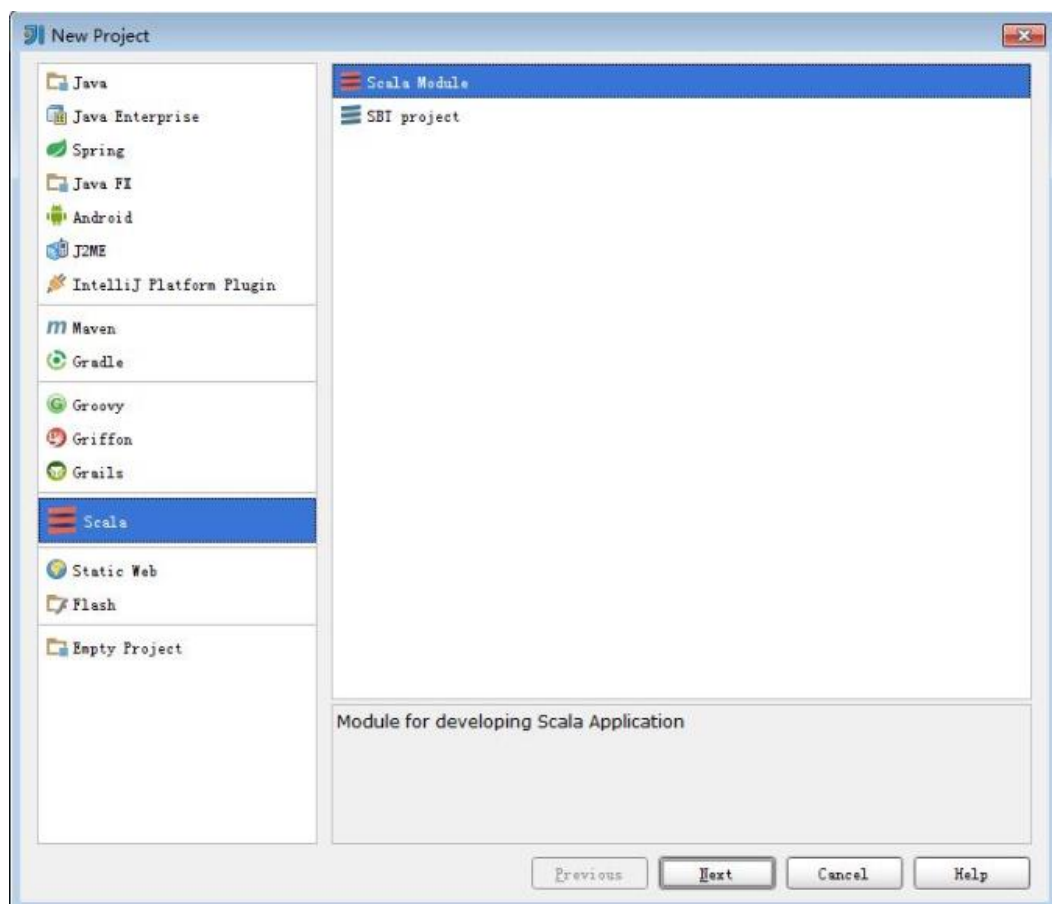 New Project
Java
Java Enterprise
Spring
Java FX
Android
J2ME
IntelliJ Platform Plugin
Maven
Gradle
Groovy
Griffon
Grails
Scala
Static Web
Flash
Empty Project
Scala Module
SBT project
Module for developing Scala Application
Previous
Next
Cancel
Help